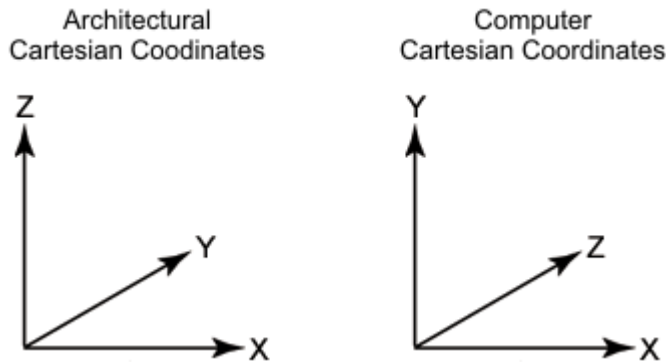 Architectural
Cartesian Coodinates
Computer
Cartesian Coordinates
Z
Y
X
Y
Z
X